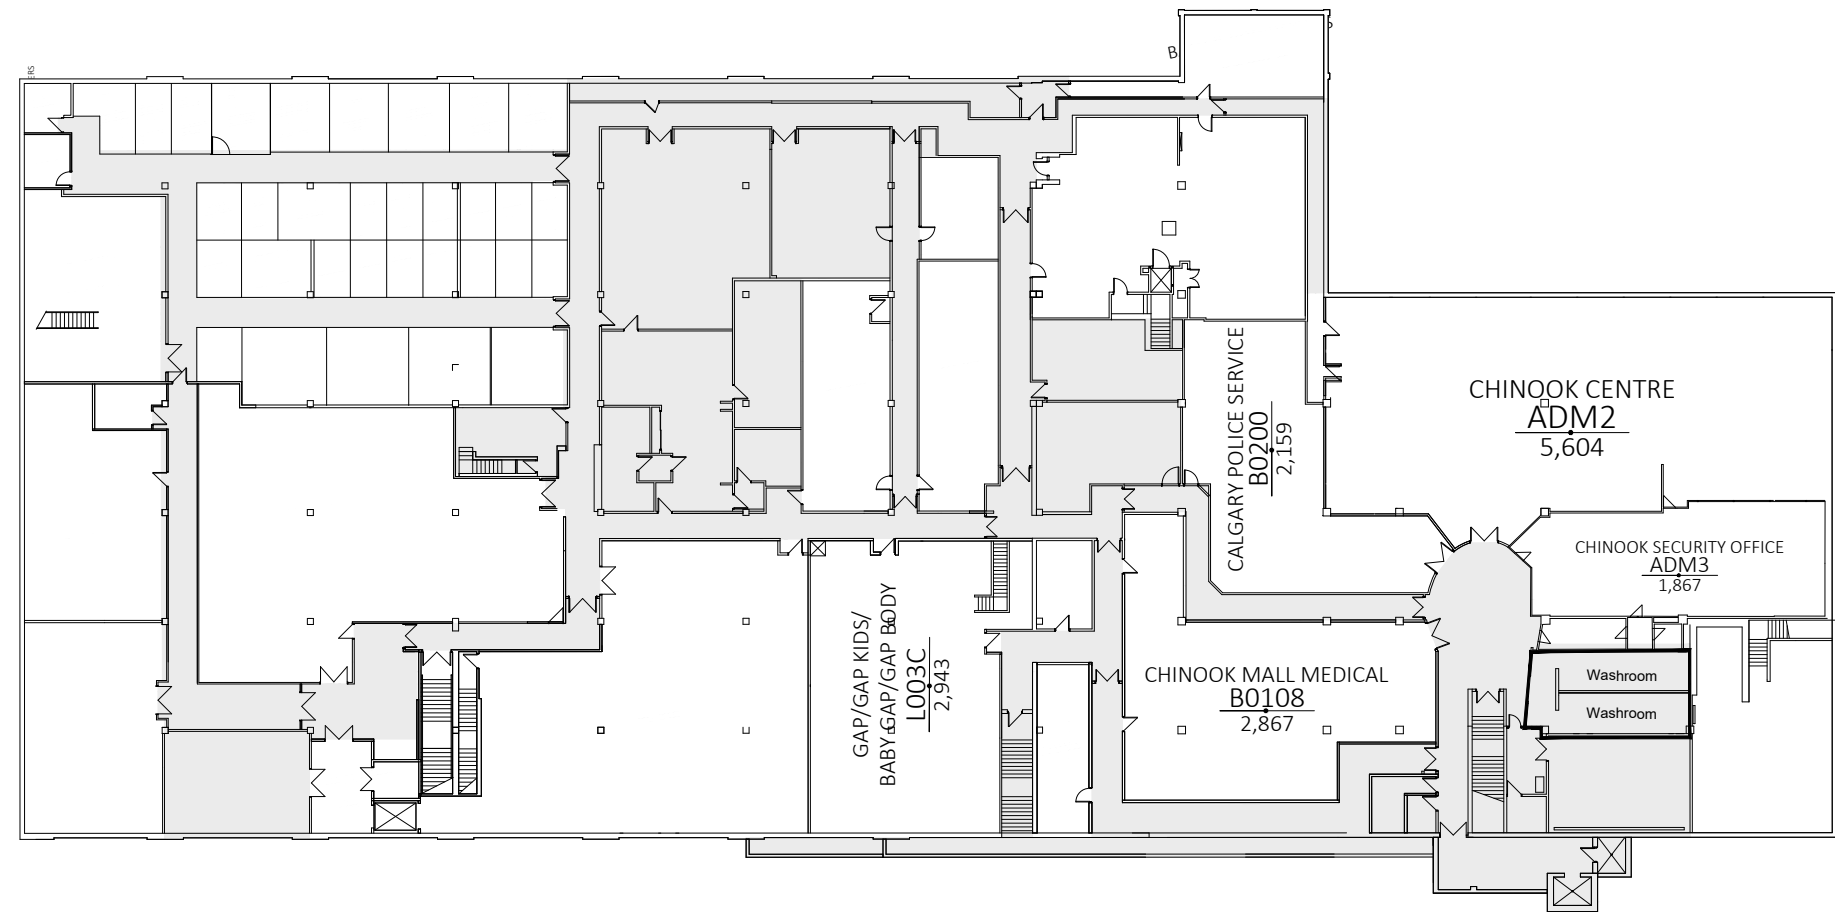 ERS
B
CHINOOK CENTRE
ADM2
5,604
CALGARY POLICE SERVICE
B0200
2,159
CHINOOK SECURITY OFFICE
ADM3
1,867
GAP/GAP KIDS/
BABY GAP/GAP BODY
L003C
2,943
CHINOOK MALL MEDICAL
B0108
2,867
Washroom
Washroom